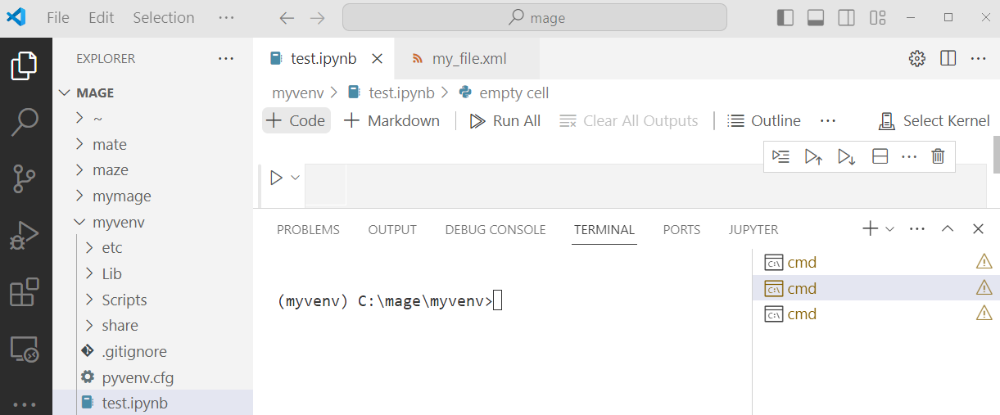 File Edit Selection ··· mage
EXPLORER ···
MAGE
~
mate
maze
mymage
myvenv
etc
Lib
Scripts
share
.gitignore
pyvenv.cfg
test.ipynb
test.ipynb my_file.xml ···
myvenv > test.ipynb > empty cell
+ Code + Markdown Run All Clear All Outputs Outline ··· Select Kernel
···
PROBLEMS OUTPUT DEBUG CONSOLE TERMINAL PORTS JUPYTER ···
(myvenv) C:\mage\myvenv>
cmd
cmd
cmd